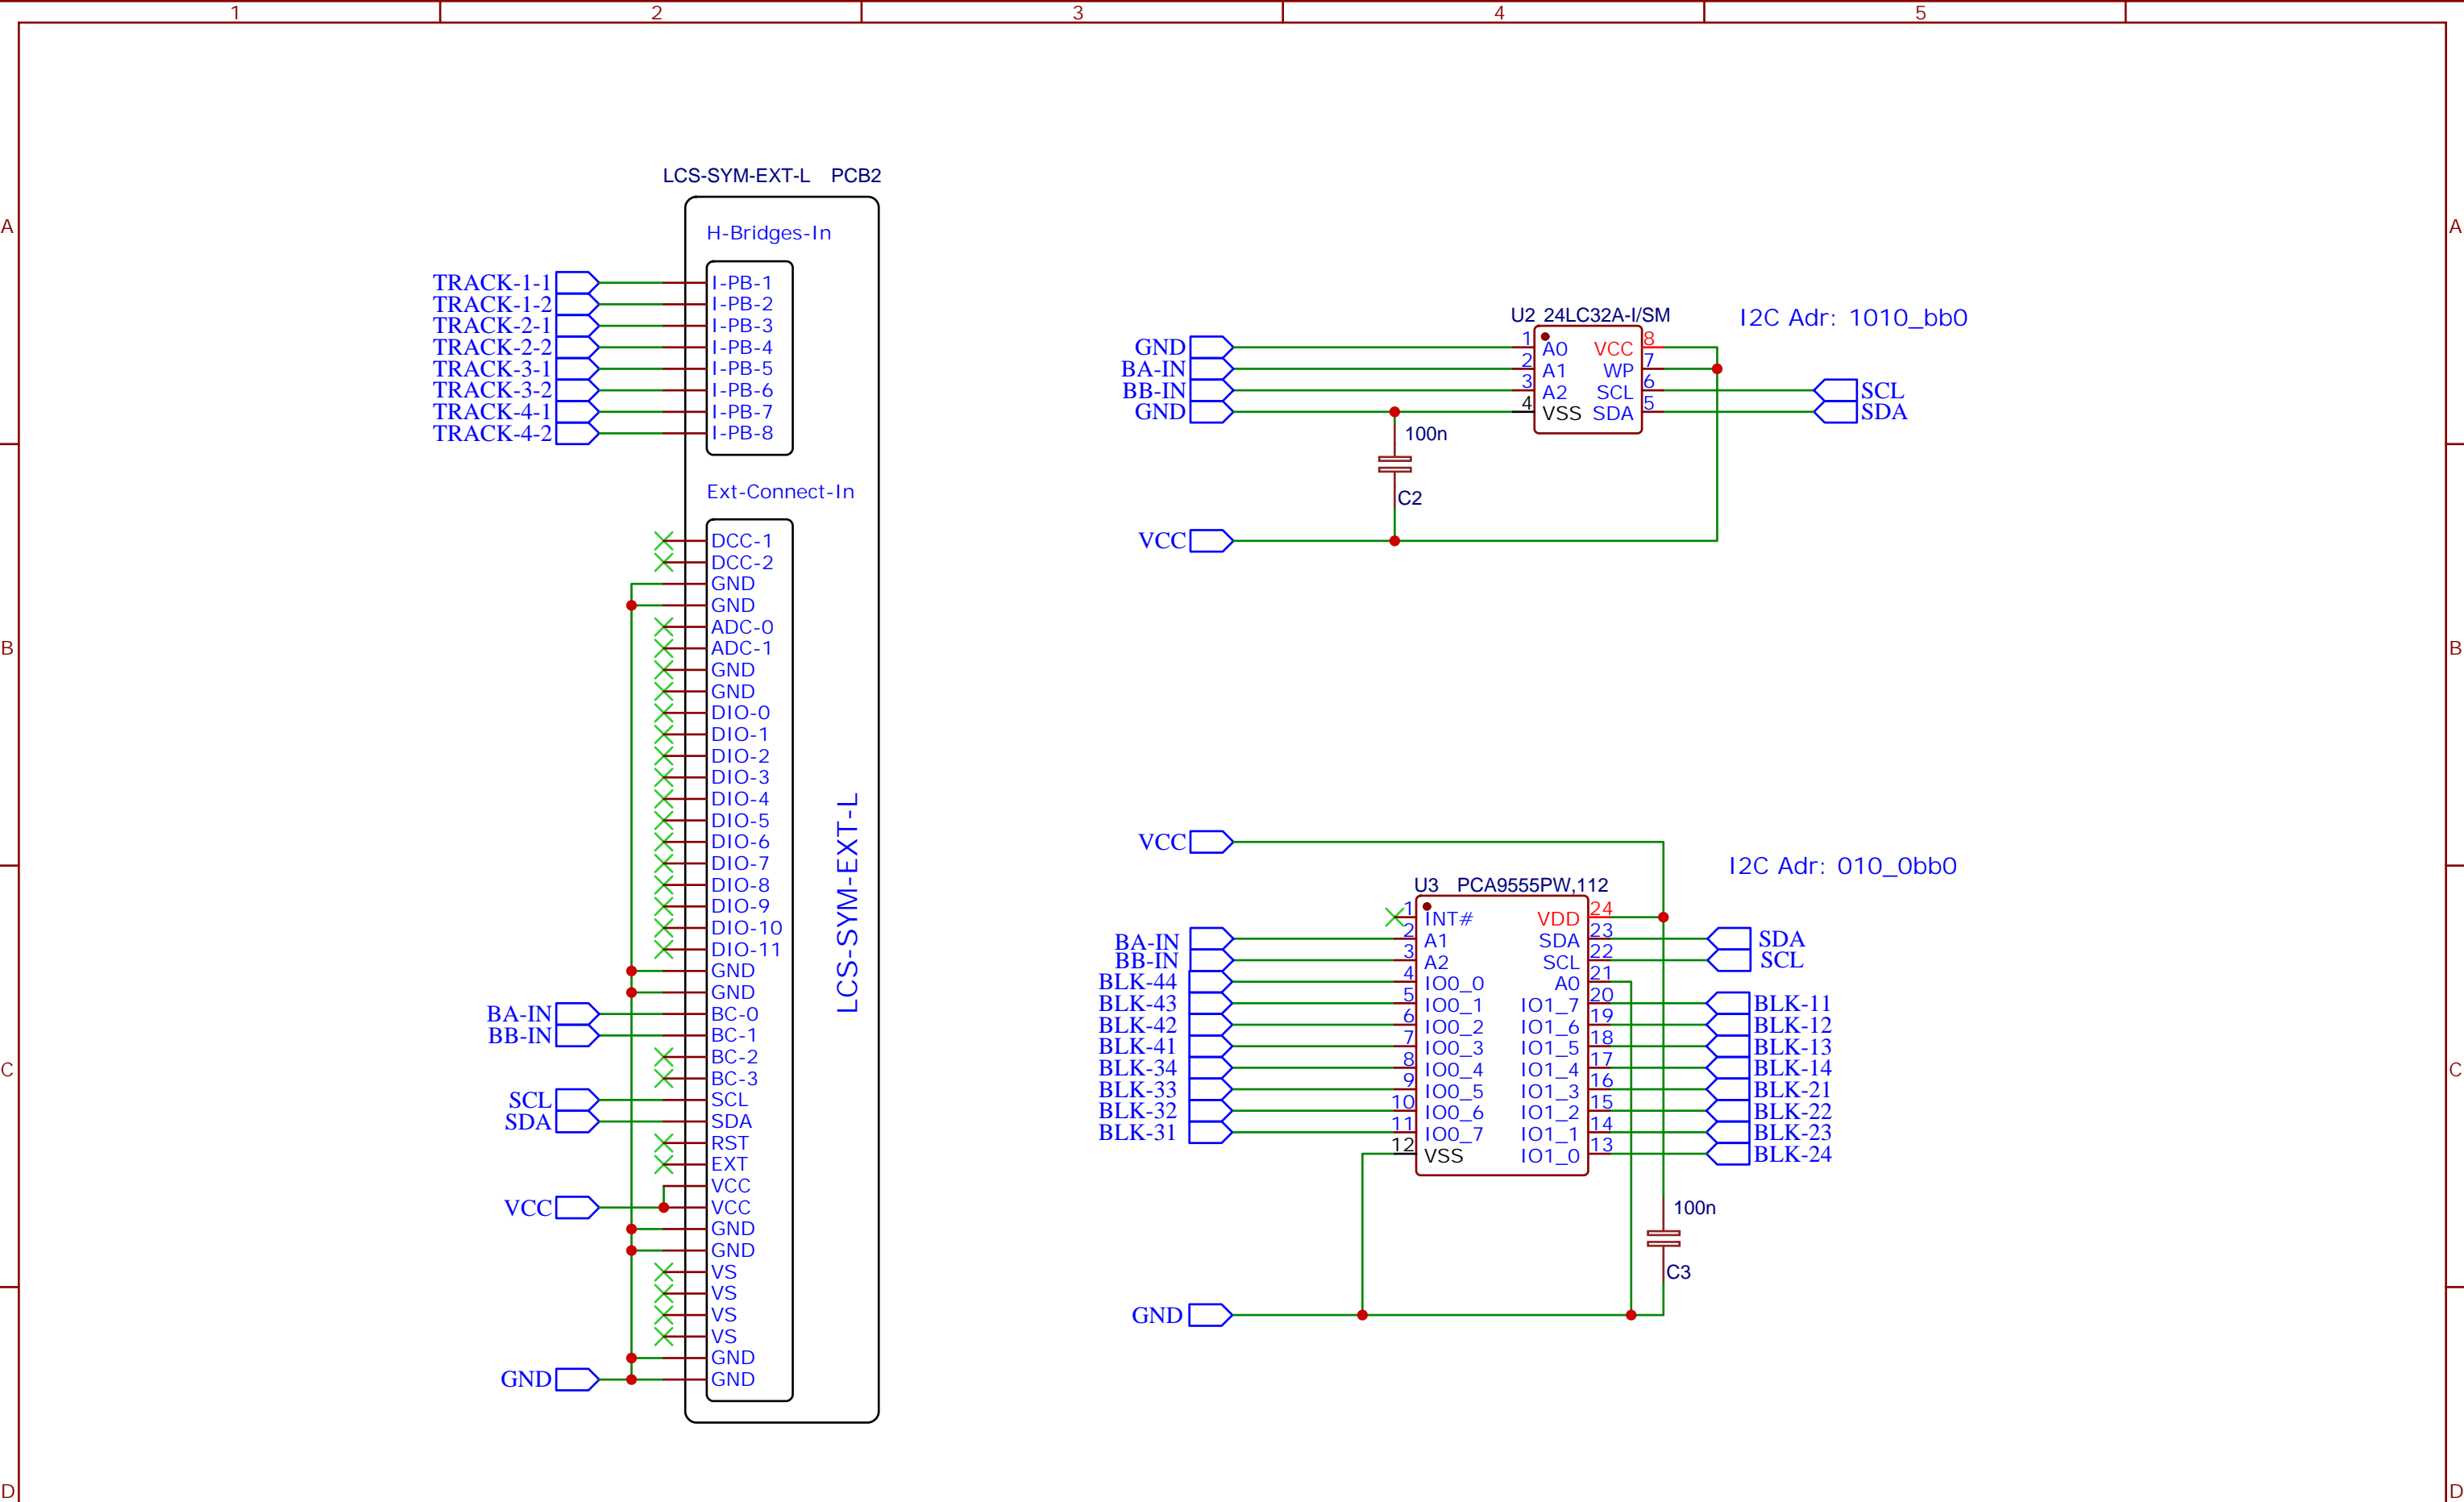 1 2 3 4 5
A A
B B
C C
D D
LCS-SYM-EXT-L PCB2
H-Bridges-In
TRACK-1-1 I-PB-1
TRACK-1-2 I-PB-2
TRACK-2-1 I-PB-3
TRACK-2-2 I-PB-4
TRACK-3-1 I-PB-5
TRACK-3-2 I-PB-6
TRACK-4-1 I-PB-7
TRACK-4-2 I-PB-8
Ext-Connect-In
DCC-1
DCC-2
GND
GND
ADC-0
ADC-1
GND
GND
DIO-0
DIO-1
DIO-2
DIO-3
DIO-4
DIO-5
DIO-6
DIO-7
DIO-8
DIO-9
DIO-10
DIO-11
GND
GND
BA-IN BC-0
BB-IN BC-1
BC-2
BC-3
SCL SCL
SDA SDA
RST
EXT
VCC
VCC VCC
GND
GND
VS
VS
VS
VS
GND
GND GND
LCS-SYM-EXT-L
U2 24LC32A-I/SM
I2C Adr: 1010_bb0
GND 1 A0 VCC 8
BA-IN 2 A1 WP 7
BB-IN 3 A2 SCL 6 SCL
GND 4 VSS SDA 5 SDA
100n
C2
VCC
VCC
I2C Adr: 010_0bb0
U3 PCA9555PW,112
1 INT# VDD 24
BA-IN 2 A1 SDA 23 SDA
BB-IN 3 A2 SCL 22 SCL
BLK-44 4 IO0_0 A0 21
BLK-43 5 IO0_1 IO1_7 20 BLK-11
BLK-42 6 IO0_2 IO1_6 19 BLK-12
BLK-41 7 IO0_3 IO1_5 18 BLK-13
BLK-34 8 IO0_4 IO1_4 17 BLK-14
BLK-33 9 IO0_5 IO1_3 16 BLK-21
BLK-32 10 IO0_6 IO1_2 15 BLK-22
BLK-31 11 IO0_7 IO1_1 14 BLK-23
12 VSS IO1_0 13 BLK-24
100n
C3
GND